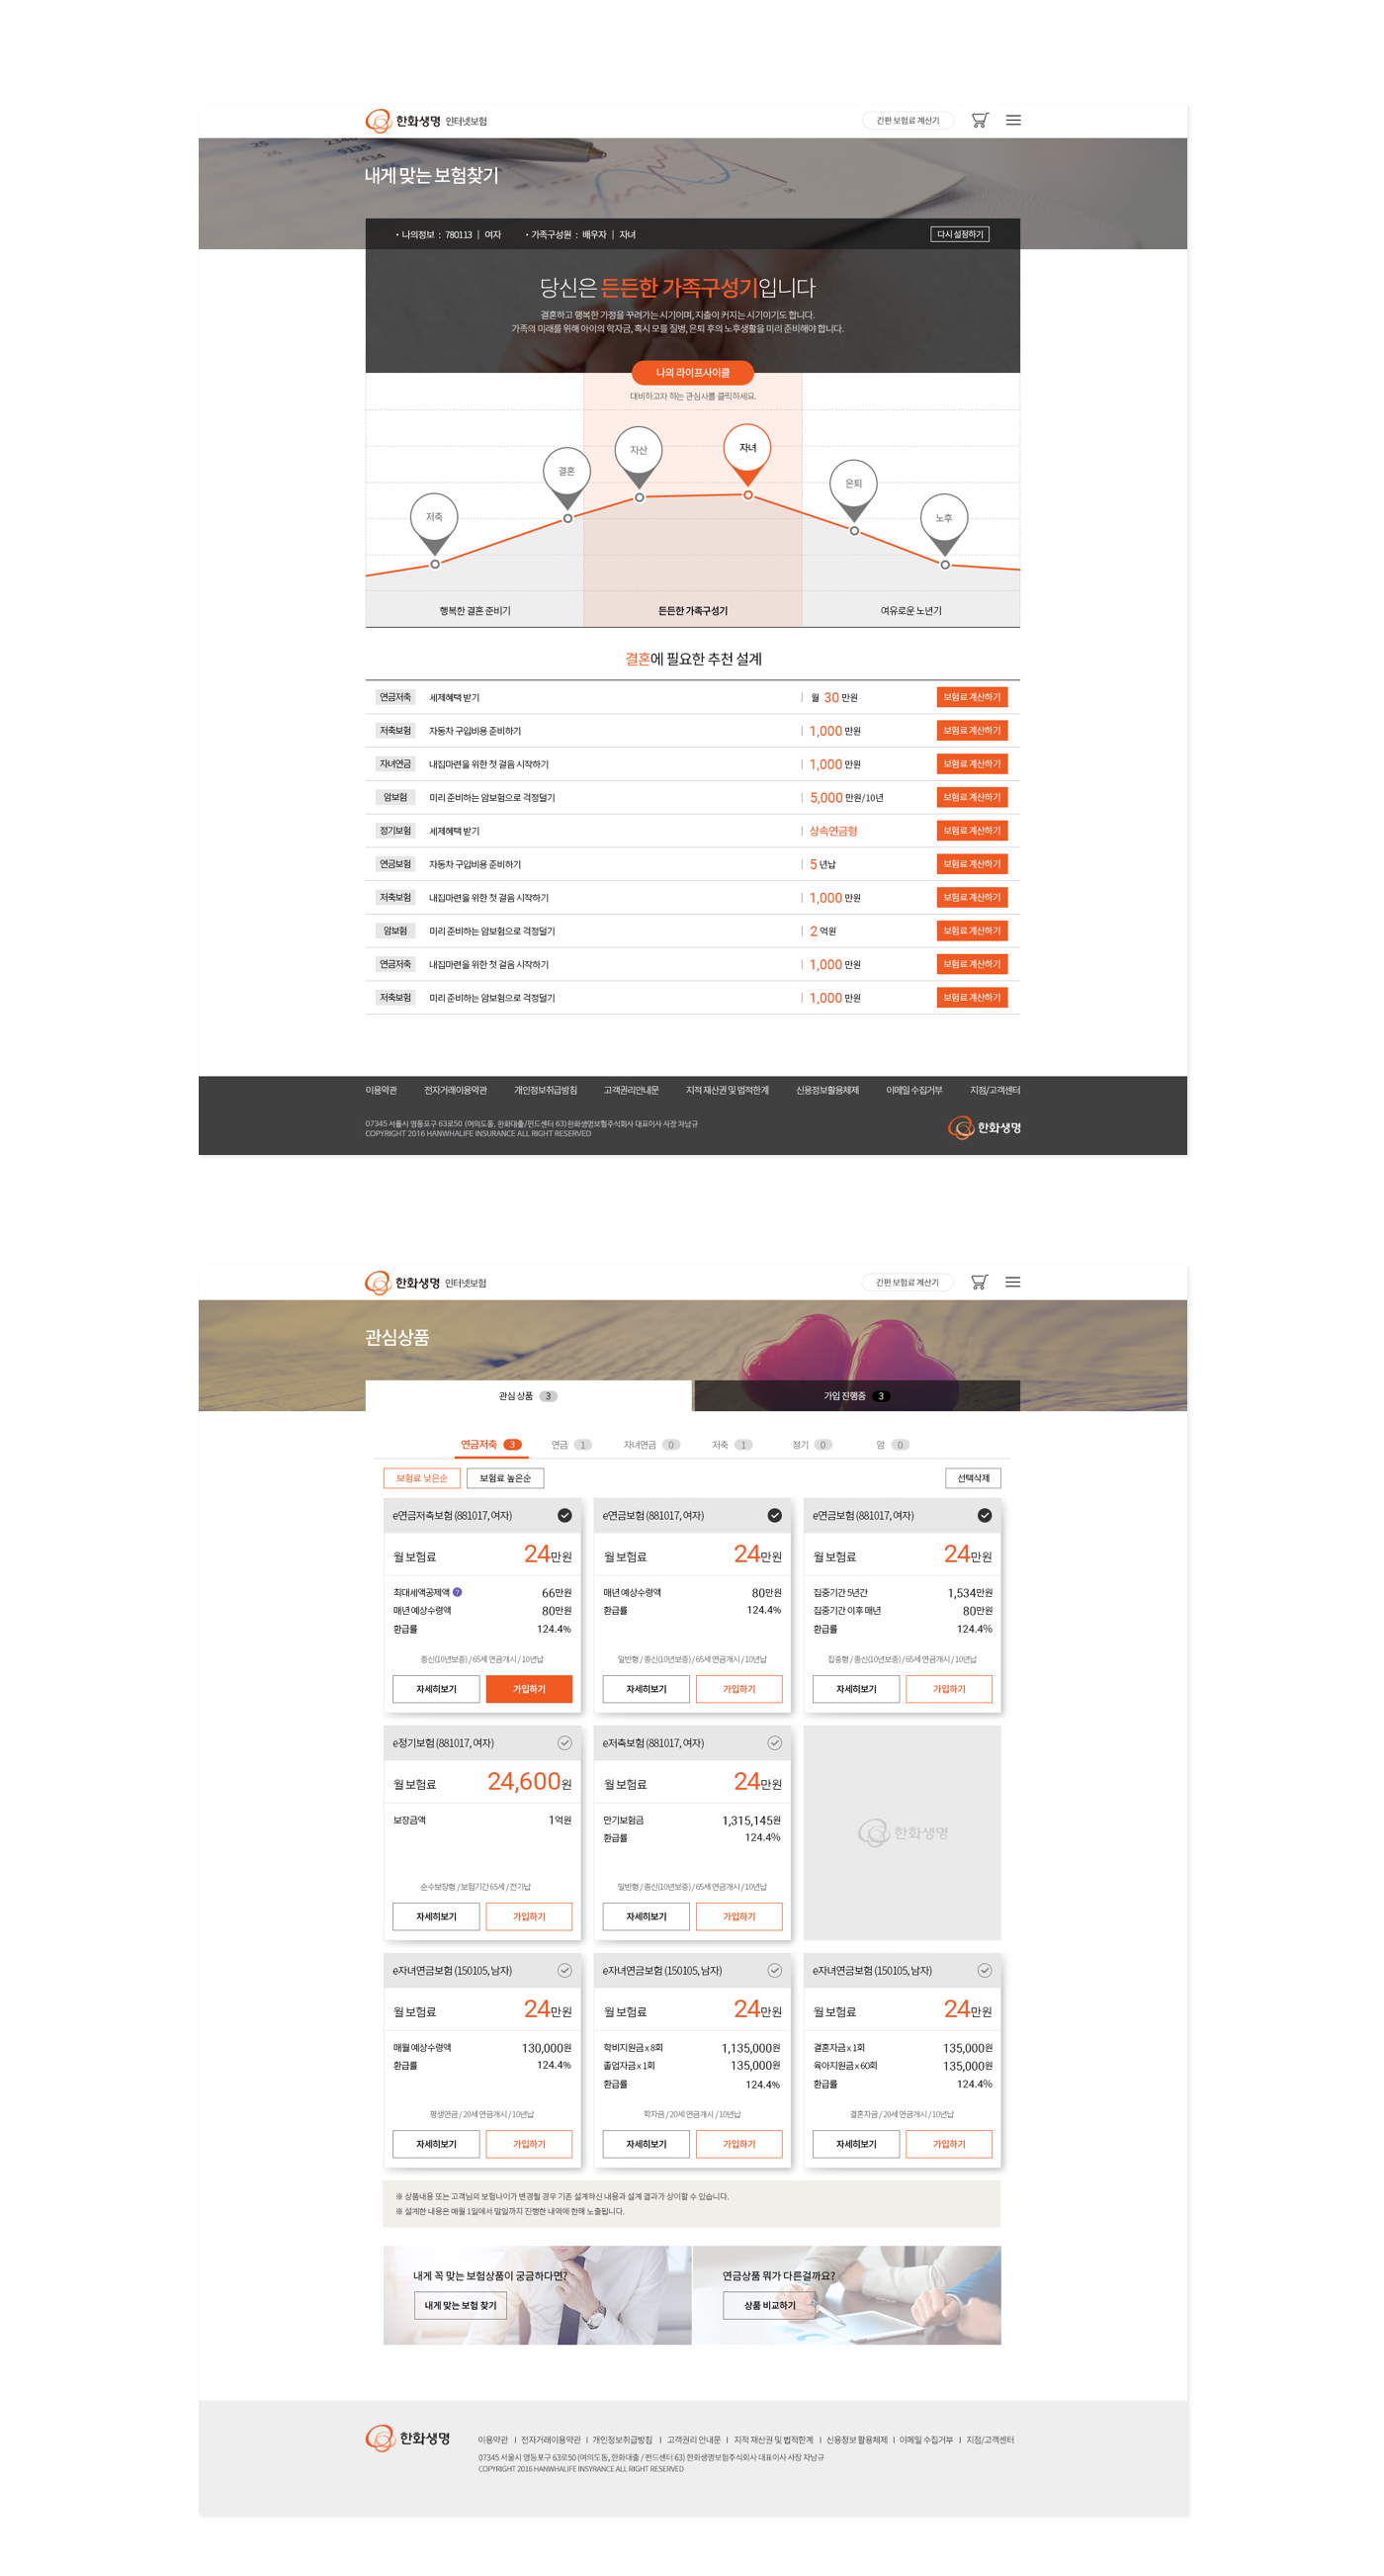 한화생명 인터넷보험
간편 보험료 계산기
내게 맞는 보험찾기
· 나의정보 : 780113 | 여자 · 가족구성원 : 배우자 | 자녀
다시 설정하기
당신은 든든한 가족구성기입니다
결혼하고 행복한 가정을 꾸려가는 시기이며, 지출이 커지는 시기이기도 합니다.
가족의 미래를 위해 아이의 학자금, 혹시 모를 질병, 은퇴 후의 노후생활을 미리 준비해야 합니다.
나의 라이프사이클
대비하고자 하는 관심사를 클릭하세요.
저축
결혼
자산
자녀
은퇴
노후
행복한 결혼 준비기
든든한 가족구성기
여유로운 노년기
결혼에 필요한 추천 설계
연금저축 세제혜택 받기 | 월 30 만원 보험료 계산하기
저축보험 자동차 구입비용 준비하기 | 1,000 만원 보험료 계산하기
자녀연금 내집마련을 위한 첫 걸음 시작하기 | 1,000 만원 보험료 계산하기
암보험 미리 준비하는 암보험으로 걱정덜기 | 5,000 만원/10년 보험료 계산하기
정기보험 세제혜택 받기 | 상속연금형 보험료 계산하기
연금보험 자동차 구입비용 준비하기 | 5 년납 보험료 계산하기
저축보험 내집마련을 위한 첫 걸음 시작하기 | 1,000 만원 보험료 계산하기
암보험 미리 준비하는 암보험으로 걱정덜기 | 2 억원 보험료 계산하기
연금저축 내집마련을 위한 첫 걸음 시작하기 | 1,000 만원 보험료 계산하기
저축보험 미리 준비하는 암보험으로 걱정덜기 | 1,000 만원 보험료 계산하기
이용약관 전자거래이용약관 개인정보취급방침 고객권리안내문 지적 재산권 및 법적한계 신용정보활용체제 이메일 수집거부 지점/고객센터
07345 서울시 영등포구 63로50 (여의도동, 한화대출/펀드센터 63)한화생명보험주식회사 대표이사 사장 차남규
COPYRIGHT 2016 HANWHALIFE INSURANCE ALL RIGHT RESERVED
한화생명
한화생명 인터넷보험
간편 보험료 계산기
관심상품
관심 상품 3
가입 진행중 3
연금저축 3 연금 1 자녀연금 0 저축 1 정기 0 암 0
보험료 낮은순 보험료 높은순
선택삭제
e연금저축보험 (881017, 여자)
월 보험료 24만원
최대세액공제액 ? 66만원
매년 예상수령액 80만원
환급률 124.4%
종신(10년보증) / 65세 연금개시 / 10년납
자세히보기 가입하기
e연금보험 (881017, 여자)
월 보험료 24만원
매년 예상수령액 80만원
환급률 124.4%
일반형 / 종신(10년보증) / 65세 연금개시 / 10년납
자세히보기 가입하기
e연금보험 (881017, 여자)
월 보험료 24만원
집중기간 5년간 1,534만원
집중기간 이후 매년 80만원
환급률 124.4%
집중형 / 종신(10년보증) / 65세 연금개시 / 10년납
자세히보기 가입하기
e정기보험 (881017, 여자)
월 보험료 24,600원
보장금액 1억원
순수보장형 / 보험기간 65세 / 전기납
자세히보기 가입하기
e저축보험 (881017, 여자)
월 보험료 24만원
만기보험금 1,315,145원
환급률 124.4%
일반형 / 종신(10년보증) / 65세 연금개시 / 10년납
자세히보기 가입하기
한화생명
e자녀연금보험 (150105, 남자)
월 보험료 24만원
매월 예상수령액 130,000원
환급률 124.4%
평생연금 / 20세 연금개시 / 10년납
자세히보기 가입하기
e자녀연금보험 (150105, 남자)
월 보험료 24만원
학비지원금 x 8회 1,135,000원
졸업자금 x 1회 135,000원
환급률 124.4%
학자금 / 20세 연금개시 / 10년납
자세히보기 가입하기
e자녀연금보험 (150105, 남자)
월 보험료 24만원
결혼자금 x 1회 135,000원
육아지원금 x 60회 135,000원
환급률 124.4%
결혼자금 / 20세 연금개시 / 10년납
자세히보기 가입하기
※ 상품내용 또는 고객님의 보험나이가 변경될 경우 기존 설계하신 내용과 설계 결과가 상이할 수 있습니다.
※ 설계한 내용은 매월 1일에서 말일까지 진행한 내역에 한해 노출됩니다.
내게 꼭 맞는 보험상품이 궁금하다면?
내게 맞는 보험 찾기
연금상품 뭐가 다른걸까요?
상품 비교하기
한화생명
이용약관 | 전자거래이용약관 | 개인정보취급방침 | 고객권리 안내문 | 지적 재산권 및 법적한계 | 신용정보 활용체제 | 이메일 수집거부 | 지점/고객센터
07345 서울시 영등포구 63로50 (여의도동, 한화대출 / 펀드센터 63) 한화생명보험주식회사 대표이사 사장 차남규
COPYRIGHT 2016 HANWHALIFE INSYRANCE ALL RIGHT RESERVED